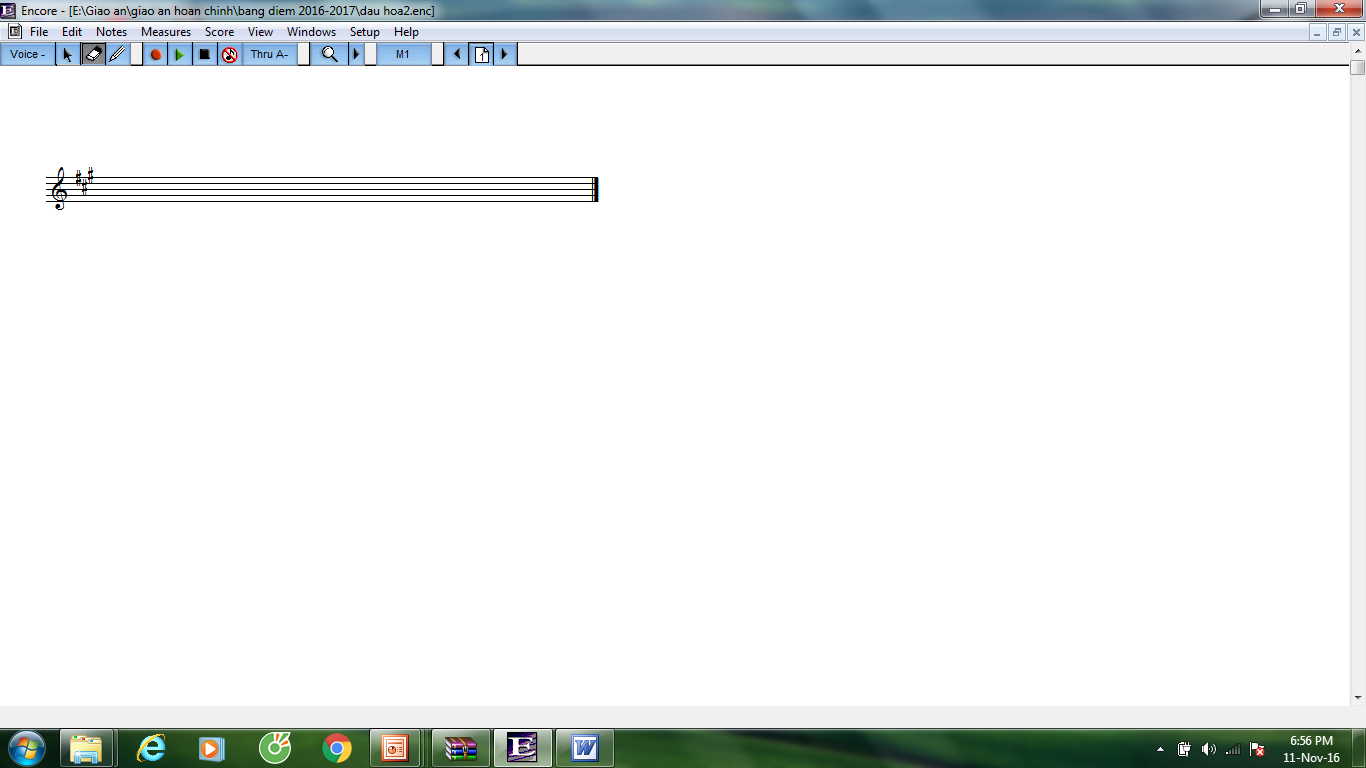 Encore - [E:\Giao an\giao an hoan chinh\bang diem 2016-2017\dau hoa2.enc]
File Edit Notes Measures Score View Windows Setup Help
Voice - Thru A- M1 1
6:56 PM
11-Nov-16